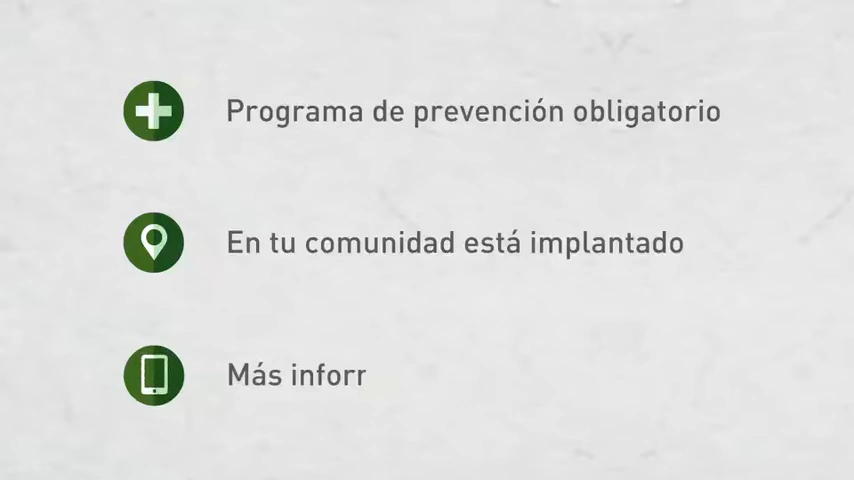 Programa de prevención obligatorio
En tu comunidad está implantado
Más inforr